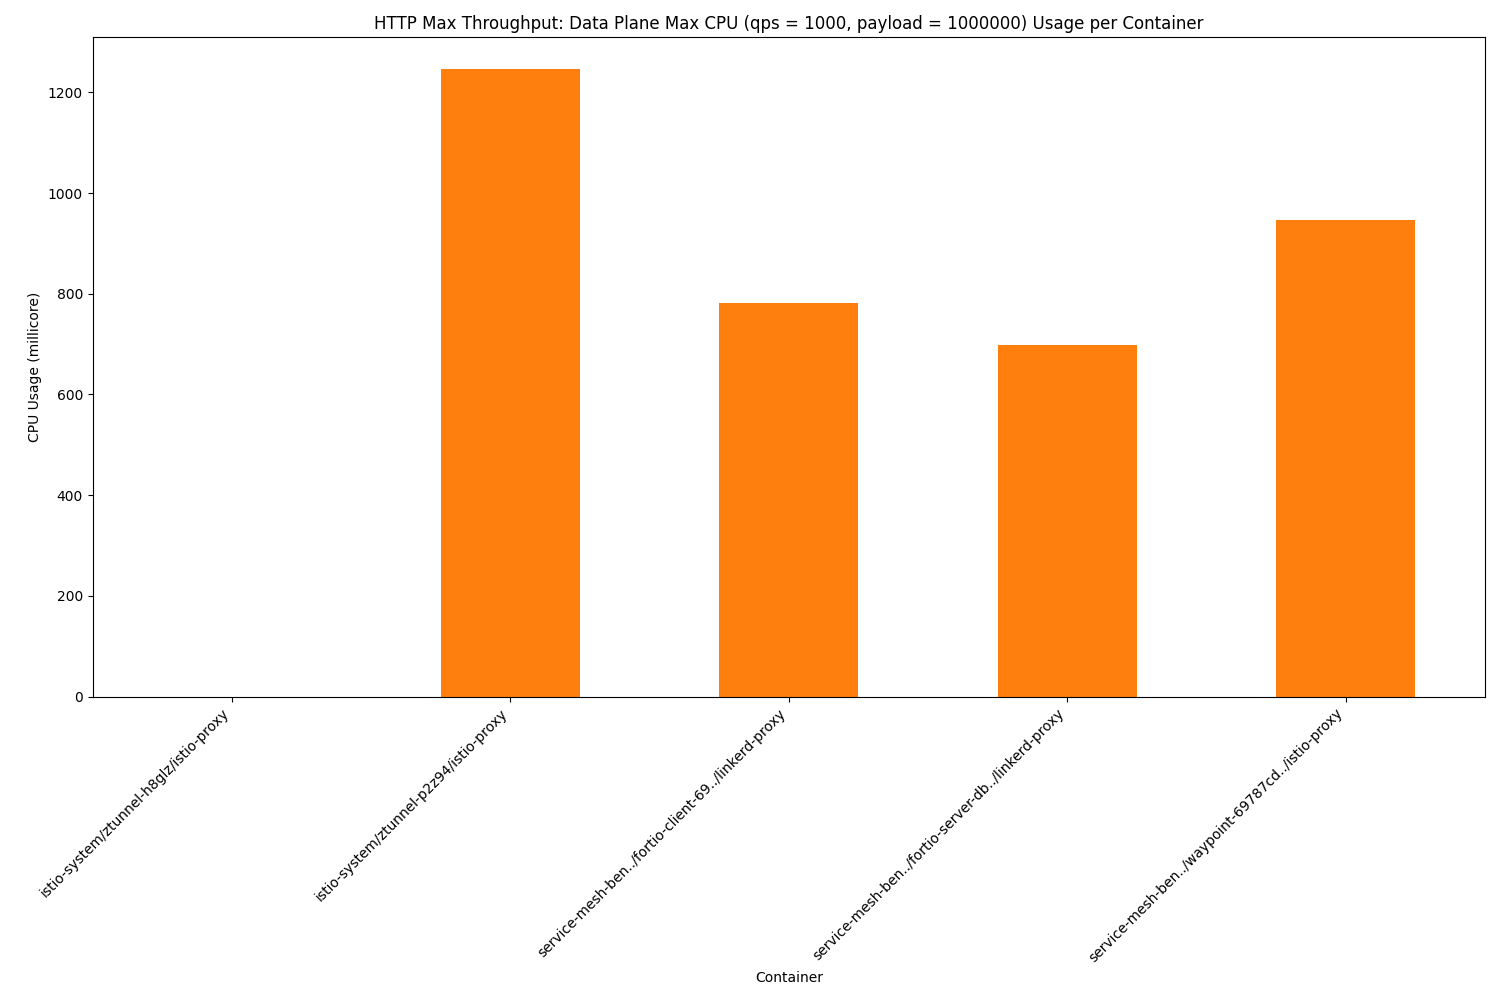 HTTP Max Throughput: Data Plane Max CPU (qps = 1000, payload = 1000000) Usage per Container
CPU Usage (millicore)
1200
1000
800
600
400
200
0
istio-system/ztunnel-h8glz/istio-proxy
istio-system/ztunnel-p2z94/istio-proxy
service-mesh-ben../fortio-client-69../linkerd-proxy
service-mesh-ben../fortio-server-db../linkerd-proxy
service-mesh-ben../waypoint-69787cd../istio-proxy
Container